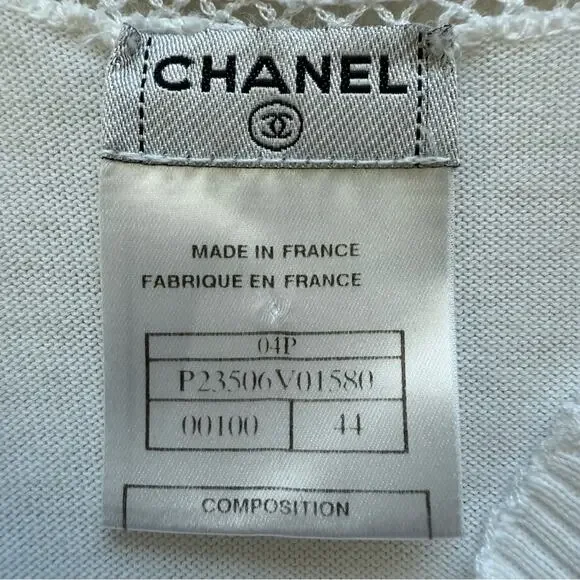 CHANEL
MADE IN FRANCE
FABRIQUE EN FRANCE
04P
P23506V01580
00100 44
COMPOSITION